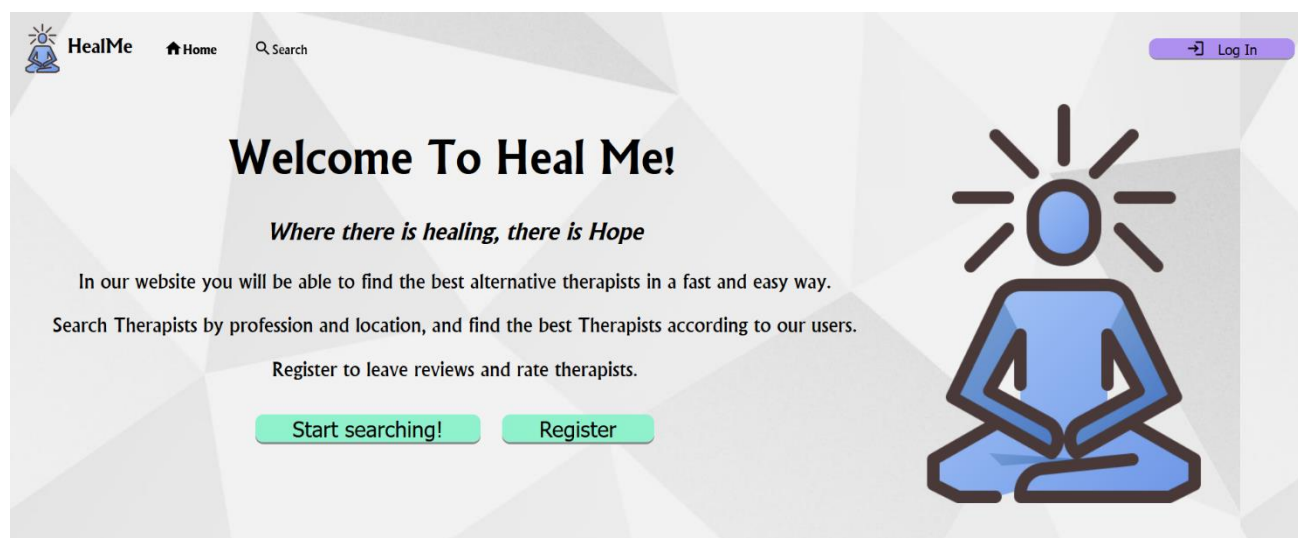 HealMe
Home
Search
Log In
Welcome To Heal Me!
Where there is healing, there is Hope
In our website you will be able to find the best alternative therapists in a fast and easy way.
Search Therapists by profession and location, and find the best Therapists according to our users.
Register to leave reviews and rate therapists.
Start searching!
Register